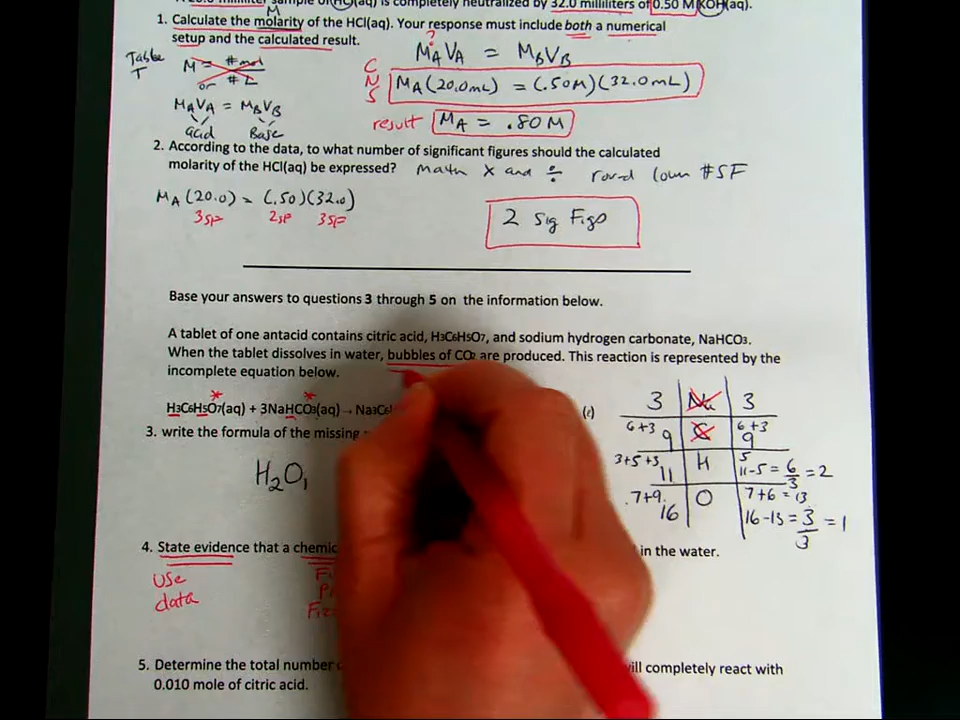 milliliter sample of HCl(aq) is completely neutralized by 32.0 milliliters of 0.50 M KOH(aq).
M
1. Calculate the molarity of the HCl(aq). Your response must include both a numerical
setup and the calculated result.
Table T
M = #mol / #L
or
MAVA = MBVB
acid Base
?
MAVA = MBVB
C
N
S
MA(20.0mL) = (.50M)(32.0mL)
result MA = .80M
2. According to the data, to what number of significant figures should the calculated
molarity of the HCl(aq) be expressed? math X and ÷ round low #SF
MA(20.0) = (.50)(32.0)
3SF 2SF 3SF
2 Sig Figs
Base your answers to questions 3 through 5 on the information below.
A tablet of one antacid contains citric acid, H3C6H5O7, and sodium hydrogen carbonate, NaHCO3.
When the tablet dissolves in water, bubbles of CO2 are produced. This reaction is represented by the
incomplete equation below.
H3C6H5O7(aq) + 3NaHCO3(aq) → Na3C6
(ℓ)
3. write the formula of the missing
H2O,
3 Na 3
6+3 9 C 6+3 9
3+5+3 11 H 5 11-5 = 6/3 = 2
7+9 16 O 7+6 = 13
16-13 = 3/3 = 1
4. State evidence that a chemic in the water.
Use
data
5. Determine the total number will completely react with
0.010 mole of citric acid.